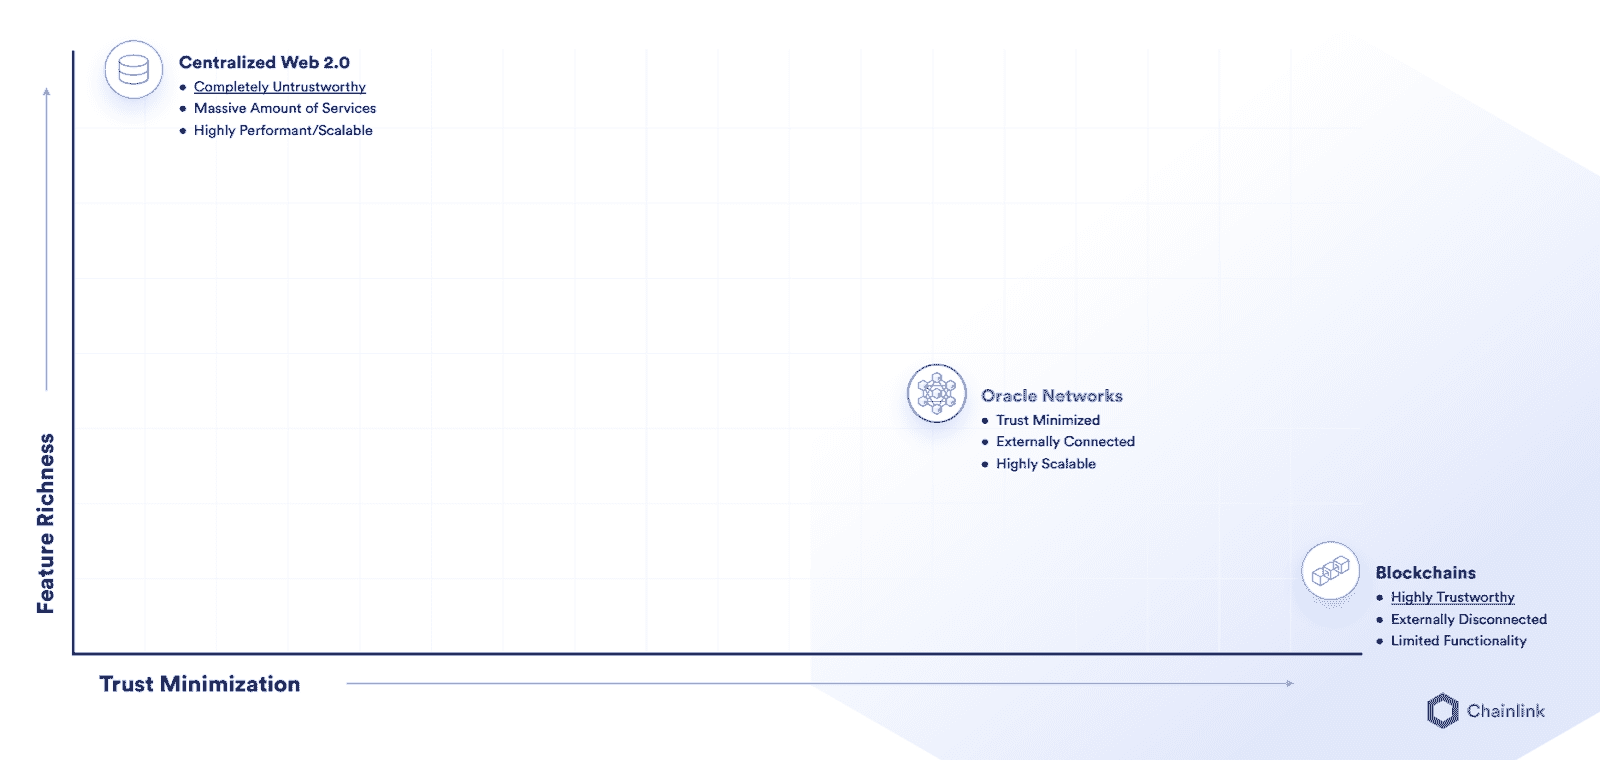 Centralized Web 2.0
• Completely Untrustworthy
• Massive Amount of Services
• Highly Performant/Scalable
Oracle Networks
• Trust Minimized
• Externally Connected
• Highly Scalable
Blockchains
• Highly Trustworthy
• Externally Disconnected
• Limited Functionality
Feature Richness
Trust Minimization
Chainlink